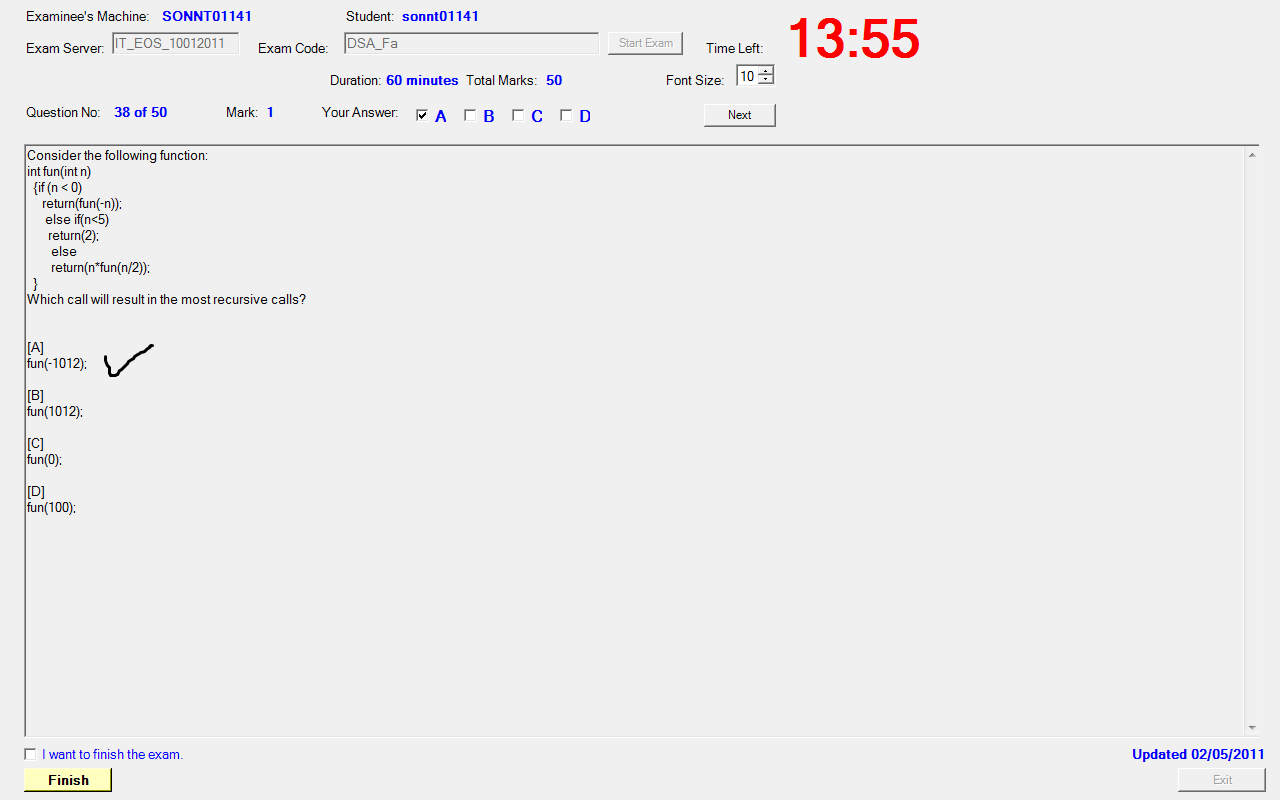 Examinee's Machine: SONNT01141 Student: sonnt01141
Exam Server: IT_EOS_10012011 Exam Code: DSA_Fa Start Exam Time Left: 13:55
Duration: 60 minutes Total Marks: 50 Font Size: 10
Question No: 38 of 50 Mark: 1 Your Answer: A B C D Next
Consider the following function:
int fun(int n)
{if (n < 0)
return(fun(-n));
else if(n<5)
return(2);
else
return(n*fun(n/2));
}
Which call will result in the most recursive calls?
[A]
fun(-1012);
[B]
fun(1012);
[C]
fun(0);
[D]
fun(100);
I want to finish the exam. Updated 02/05/2011
Finish Exit